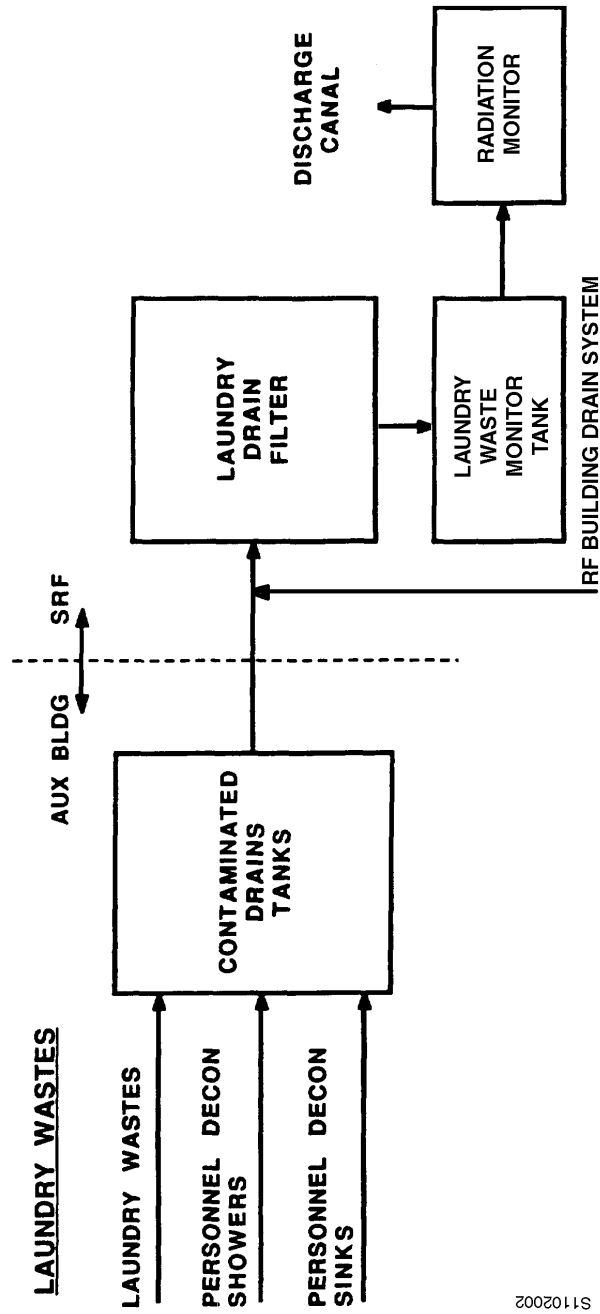 LAUNDRY WASTES
LAUNDRY WASTES
PERSONNEL DECON
SHOWERS
PERSONNEL DECON
SINKS
CONTAMINATED
DRAINS
TANKS
AUX BLDG SRF
LAUNDRY
DRAIN
FILTER
LAUNDRY
WASTE
MONITOR
TANK
RF BUILDING DRAIN SYSTEM
RADIATION
MONITOR
DISCHARGE
CANAL
S1102002